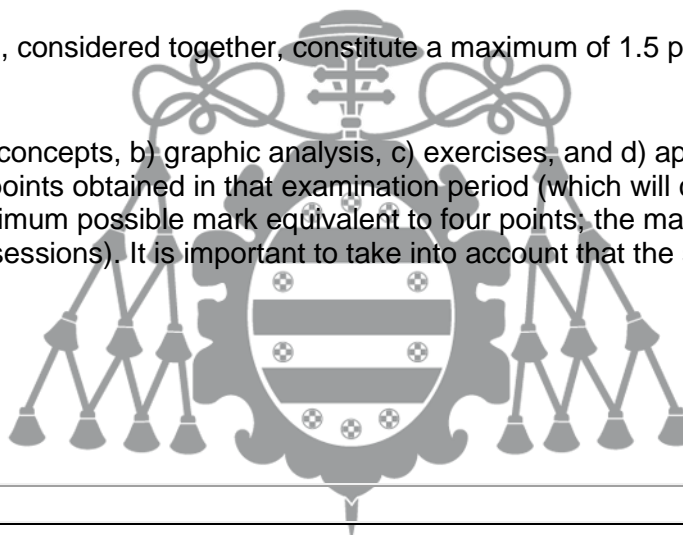 , considered together, constitute a maximum of 1.5 p
concepts, b) graphic analysis, c) exercises, and d) ap
points obtained in that examination period (which will
imum possible mark equivalent to four points; the ma
sessions). It is important to take into account that the